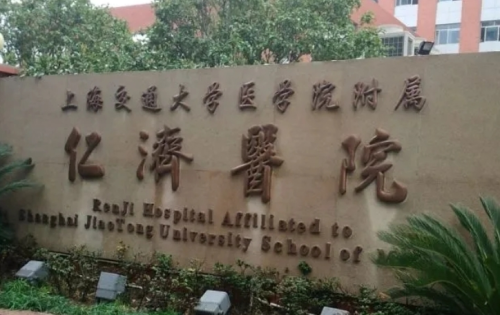 上海交通大学医学院附属
仁濟醫院
RenJi Hospital Affiliated to
Shanghai JiaoTong University School of